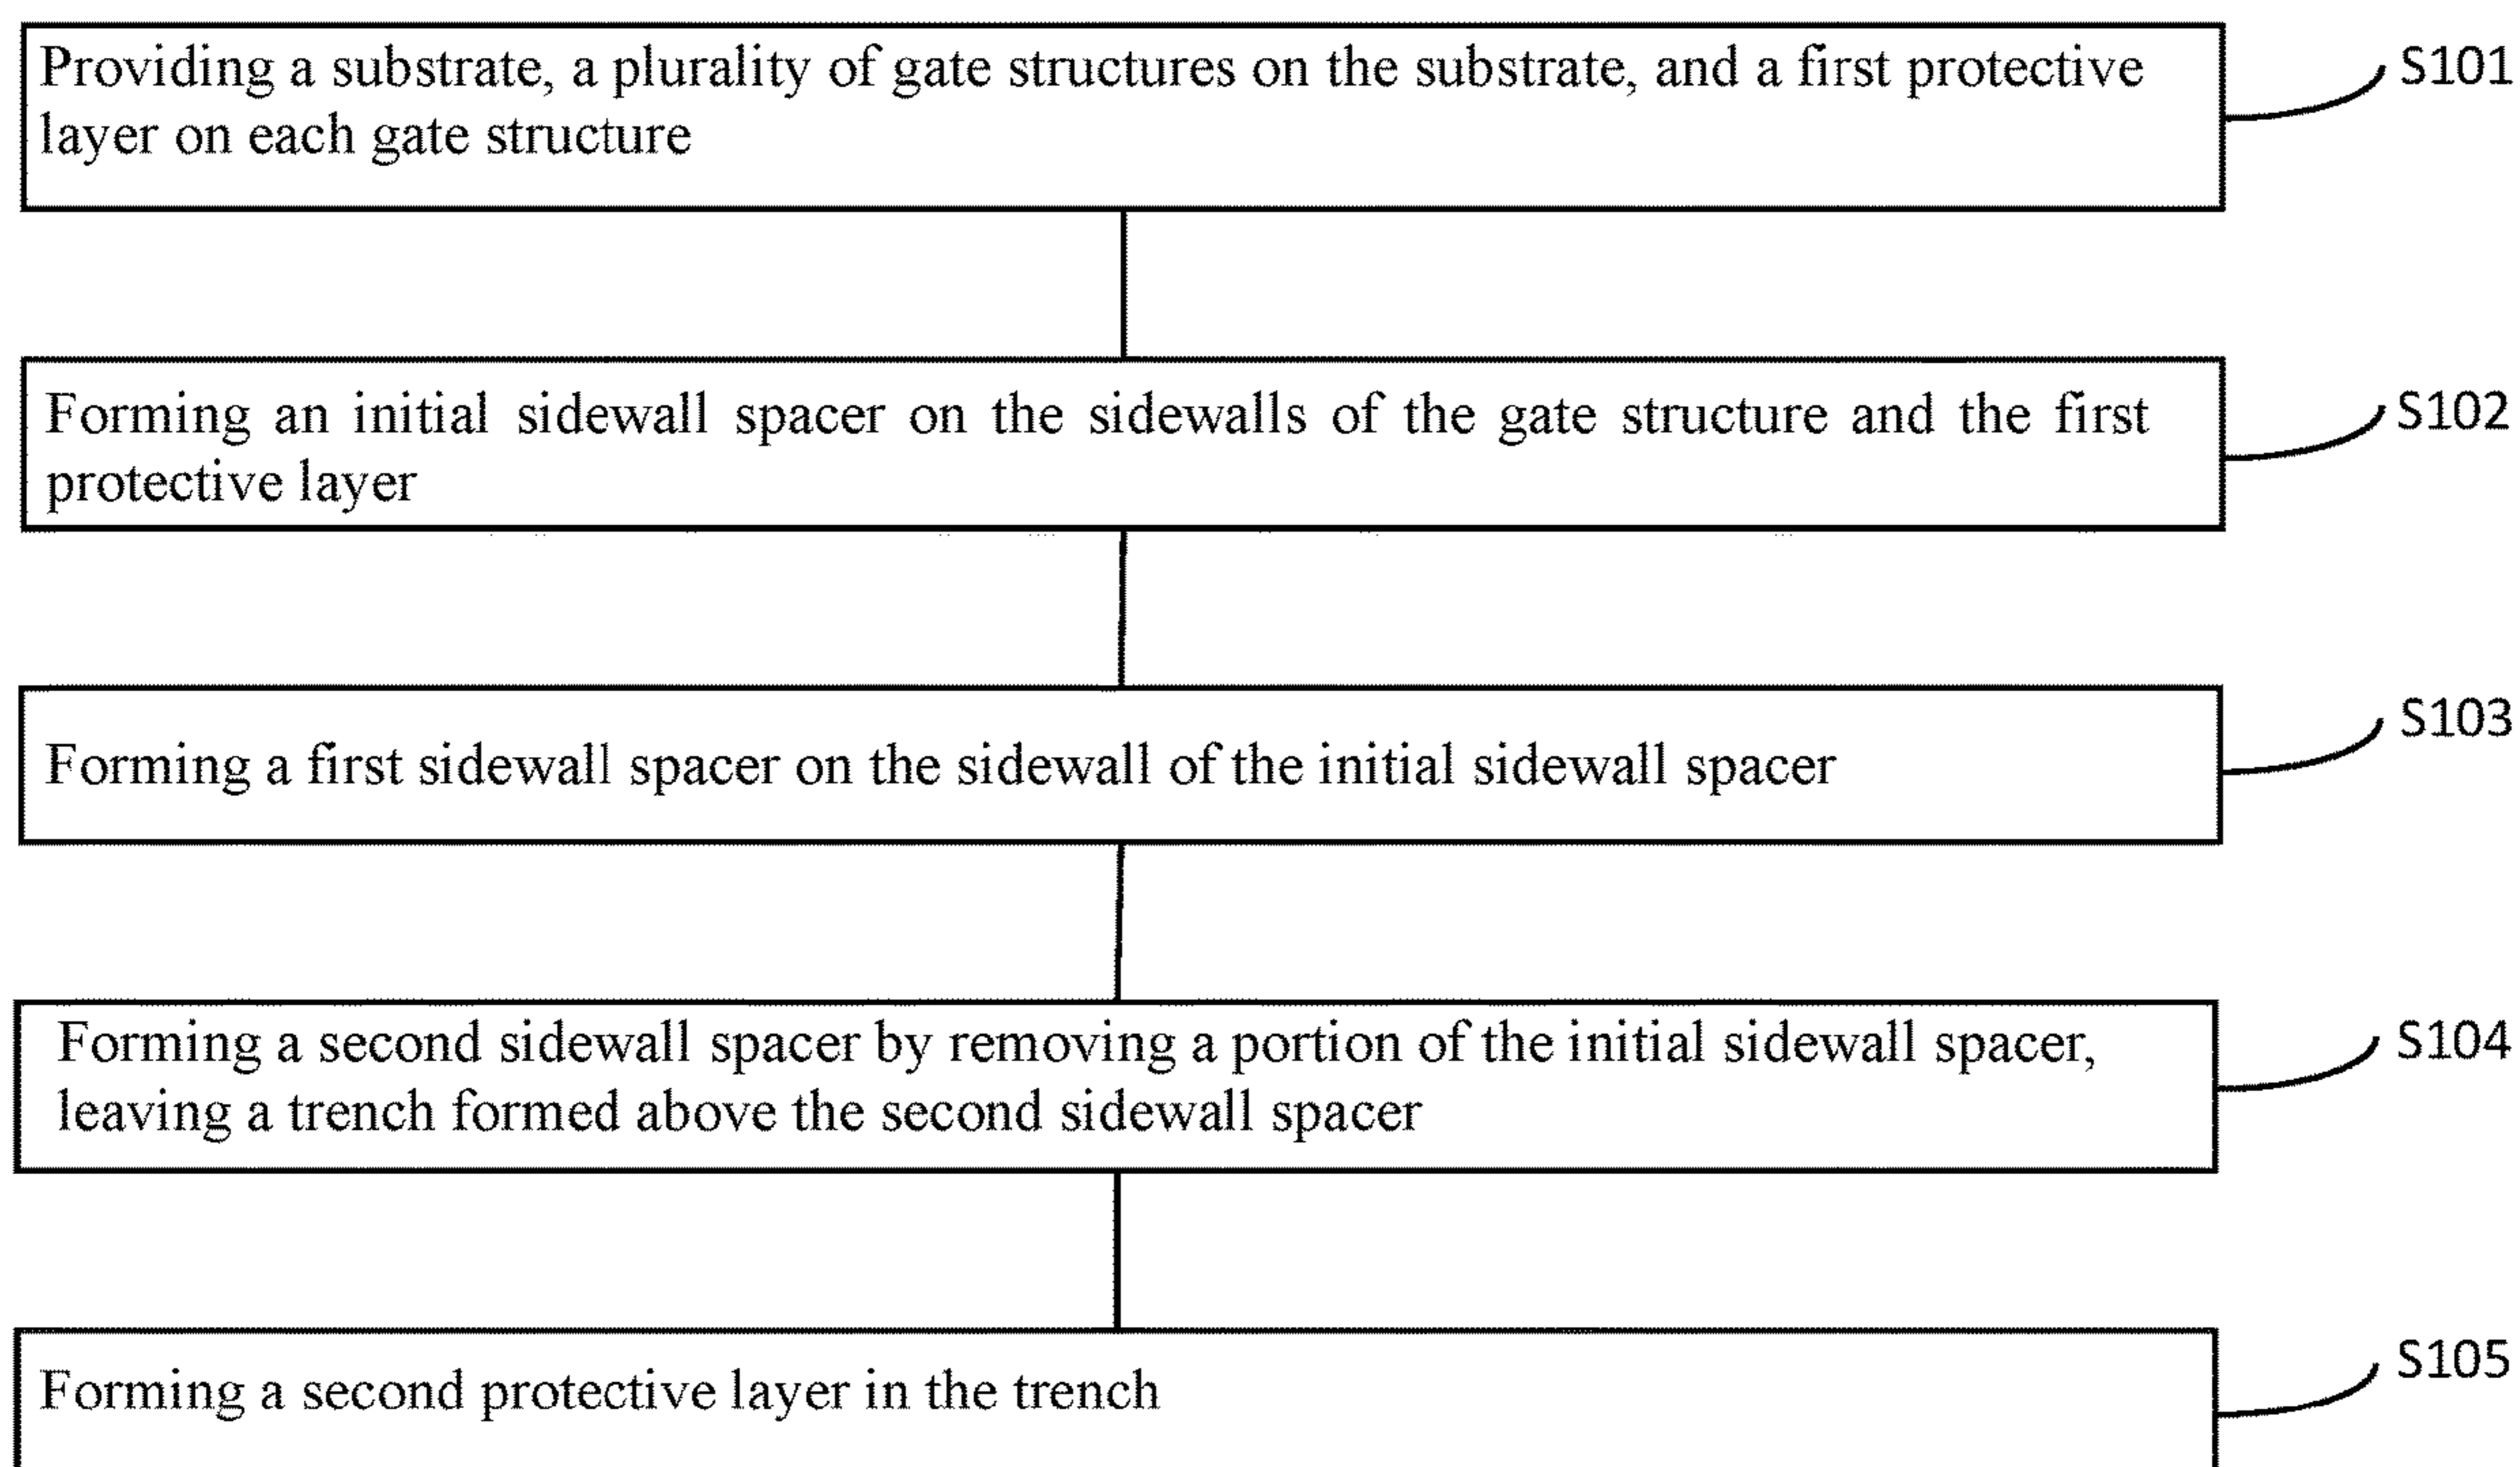 Providing a substrate, a plurality of gate structures on the substrate, and a first protective
layer on each gate structure
S101
Forming an initial sidewall spacer on the sidewalls of the gate structure and the first
protective layer
S102
Forming a first sidewall spacer on the sidewall of the initial sidewall spacer
S103
Forming a second sidewall spacer by removing a portion of the initial sidewall spacer,
leaving a trench formed above the second sidewall spacer
S104
Forming a second protective layer in the trench
S105